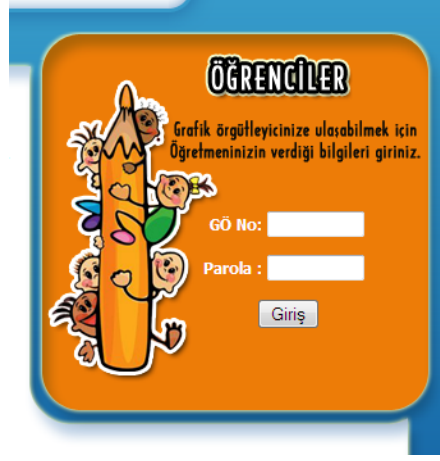 ÖĞRENCİLER
Grafik örgütleyicinize ulaşabilmek için
Öğretmeninizin verdiği bilgileri giriniz.
GÖ No:
Parola :
Giriş